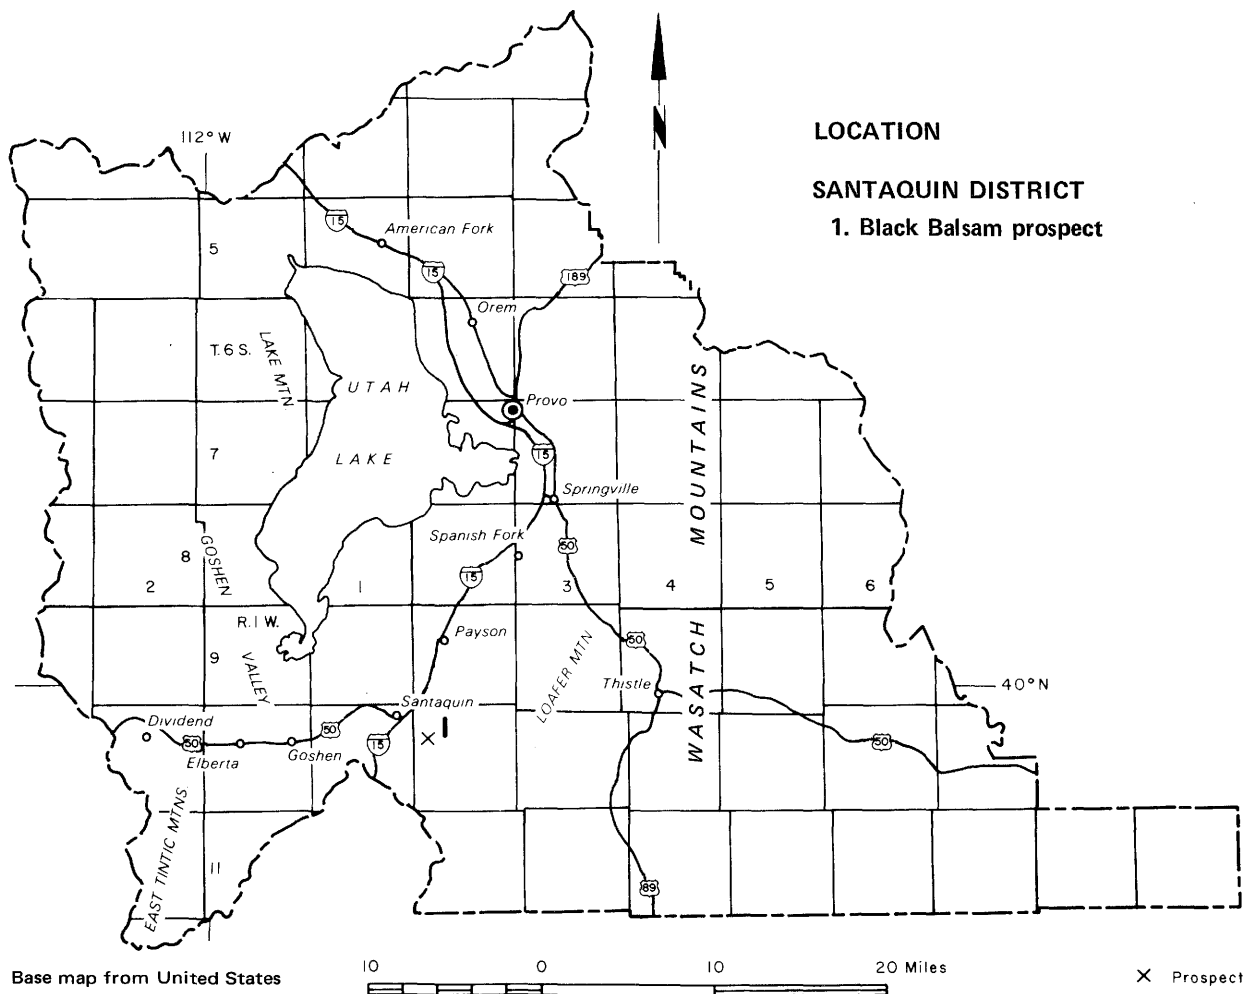 112° W
N
LOCATION
SANTAQUIN DISTRICT
1. Black Balsam prospect
15
American Fork
5
15
189
Orem
T. 6 S.
LAKE MTN.
UTAH
LAKE
Provo
7
15
Springville
Spanish Fork
50
8
GOSHEN
VALLEY
15
2
1
3
4
5
6
R. I W.
Payson
50
9
LOAFER MTN
Thistle
WASATCH MOUNTAINS
40° N
Santaquin
1
Dividend
50
50
Elberta
Goshen
15
50
EAST TINTIC MTNS.
11
89
Base map from United States
10 0 10 20 Miles
× Prospect